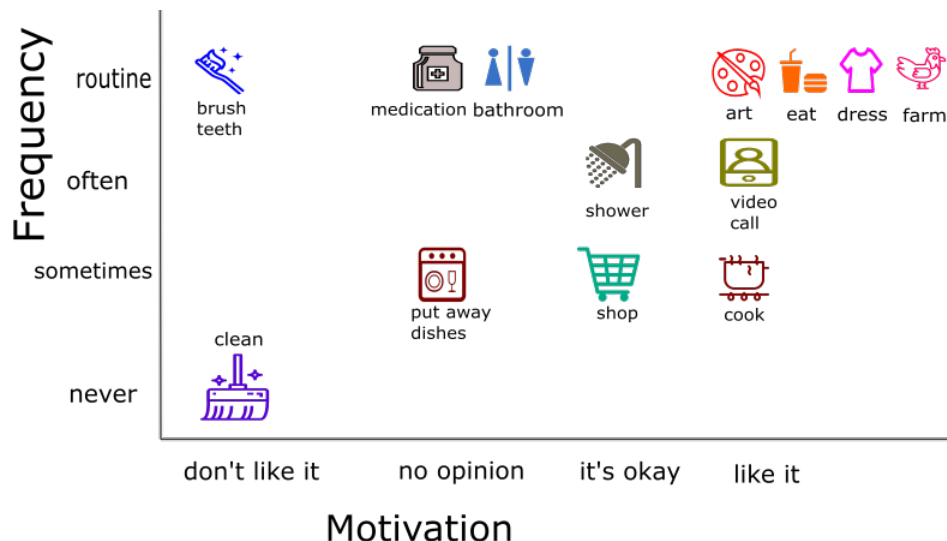 Frequency
routine
often
sometimes
never
brush
teeth
medication
bathroom
art
eat
dress
farm
shower
video
call
put away
dishes
shop
cook
clean
don't like it
no opinion
it's okay
like it
Motivation